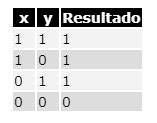 x y Resultado
1 1 1
1 0 1
0 1 1
0 0 0